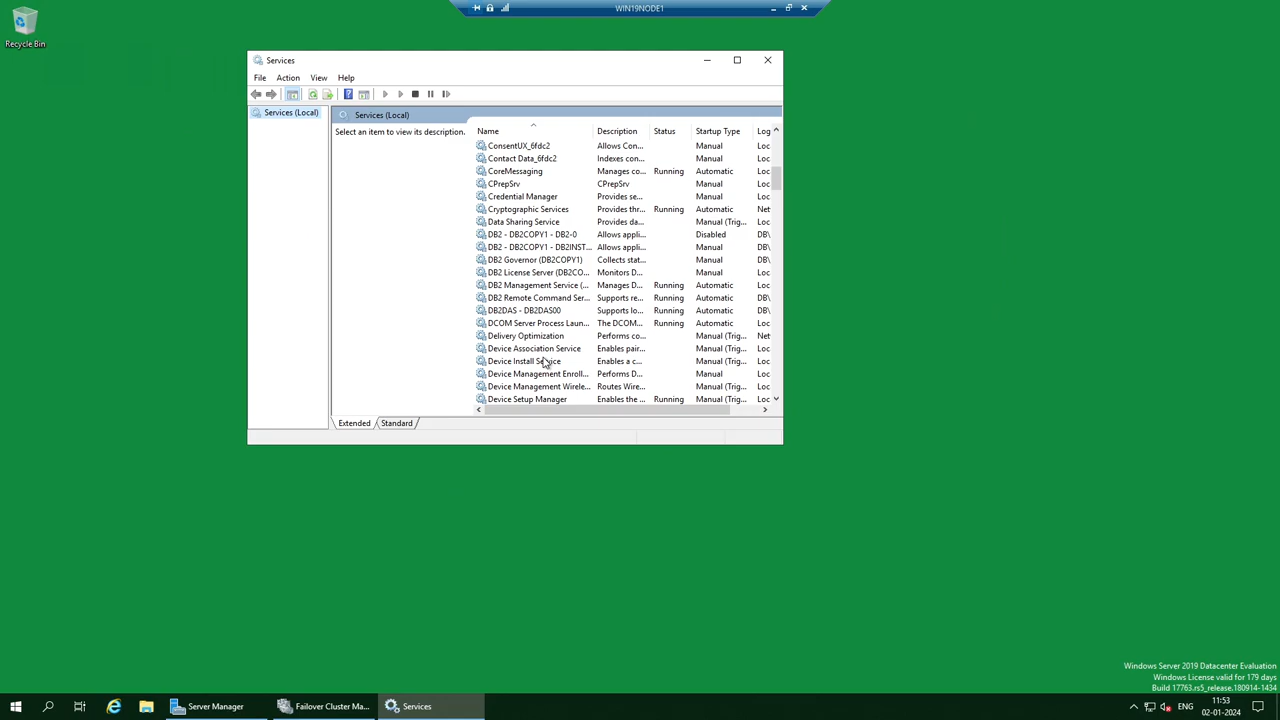 WIN19NODE1
Recycle Bin
Services
File Action View Help
Services (Local)
Services (Local)
Select an item to view its description.
Name Description Status Startup Type Log
ConsentUX_6fdc2 Allows Con... Manual Loc
Contact Data_6fdc2 Indexes con... Manual Loc
CoreMessaging Manages co... Running Automatic Loc
CPrepSrv CPrepSrv Manual Loc
Credential Manager Provides se... Manual Loc
Cryptographic Services Provides thr... Running Automatic Net
Data Sharing Service Provides da... Manual (Trig... Loc
DB2 - DB2COPY1 - DB2-0 Allows appli... Disabled DB\
DB2 - DB2COPY1 - DB2INST... Allows appli... Manual DB\
DB2 Governor (DB2COPY1) Collects stat... Manual DB\
DB2 License Server (DB2CO... Monitors D... Manual Loc
DB2 Management Service (... Manages D... Running Automatic Loc
DB2 Remote Command Ser... Supports re... Running Automatic DB\
DB2DAS - DB2DAS00 Supports lo... Running Automatic DB\
DCOM Server Process Laun... The DCOM... Running Automatic Loc
Delivery Optimization Performs co... Manual (Trig... Net
Device Association Service Enables pair... Manual (Trig... Loc
Device Install Service Enables a c... Manual (Trig... Loc
Device Management Enroll... Performs D... Manual Loc
Device Management Wirele... Routes Wire... Manual (Trig... Loc
Device Setup Manager Enables the ... Running Manual (Trig... Loc
Extended Standard
Windows Server 2019 Datacenter Evaluation
Windows License valid for 179 days
Build 17763.rs5_release.180914-1434
Server Manager Failover Cluster Ma... Services ENG 11:53
02-01-2024